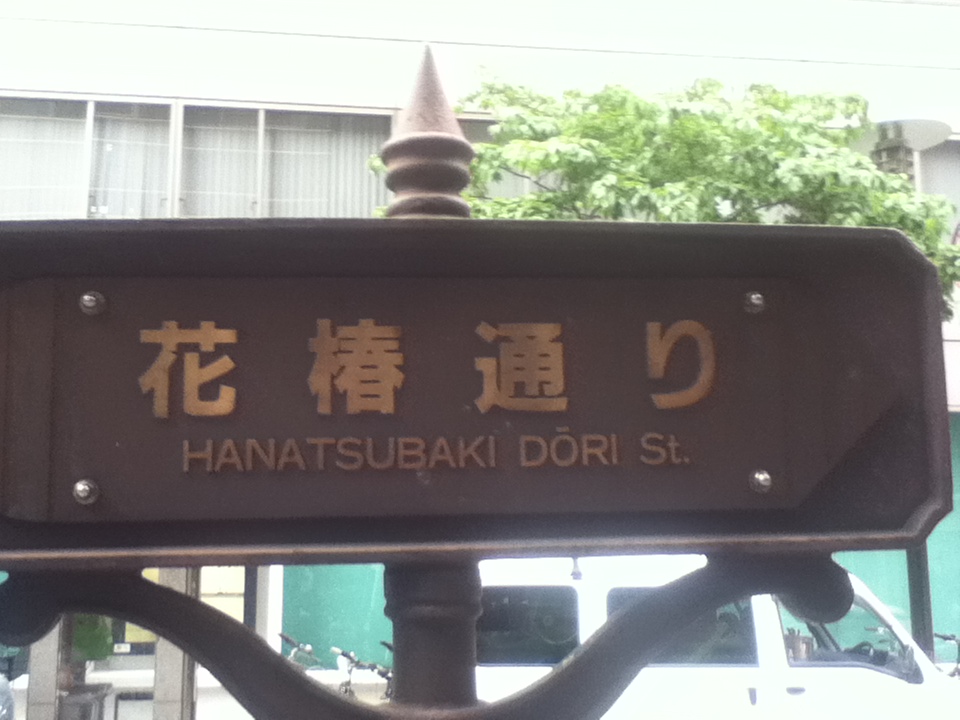 花椿通り
HANATSUBAKI DŌRI St.